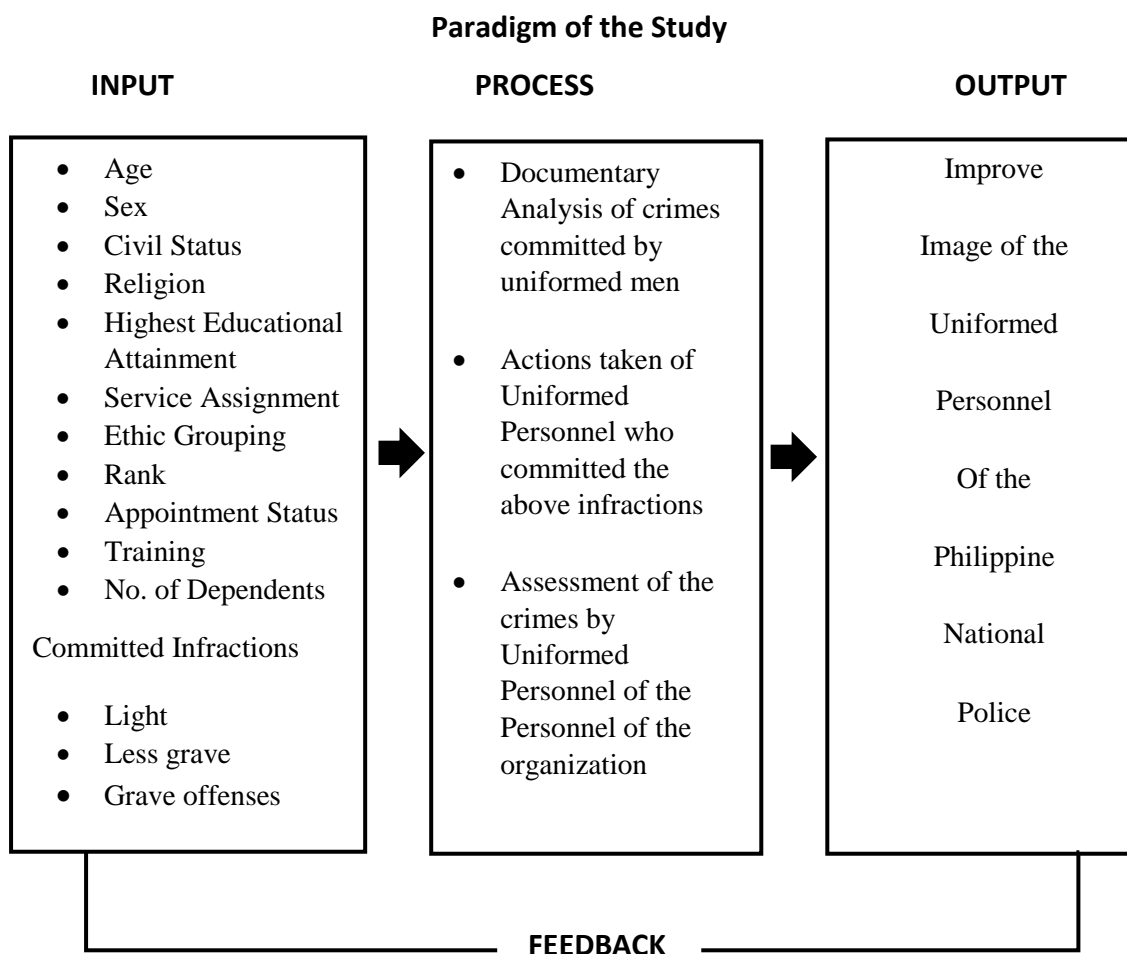 Paradigm of the Study
INPUT
PROCESS
OUTPUT
• Age
• Sex
• Civil Status
• Religion
• Highest Educational
Attainment
• Service Assignment
• Ethic Grouping
• Rank
• Appointment Status
• Training
• No. of Dependents
Committed Infractions
• Light
• Less grave
• Grave offenses
• Documentary
Analysis of crimes
committed by
uniformed men
• Actions taken of
Uniformed
Personnel who
committed the
above infractions
• Assessment of the
crimes by
Uniformed
Personnel of the
Personnel of the
organization
Improve
Image of the
Uniformed
Personnel
Of the
Philippine
National
Police
FEEDBACK